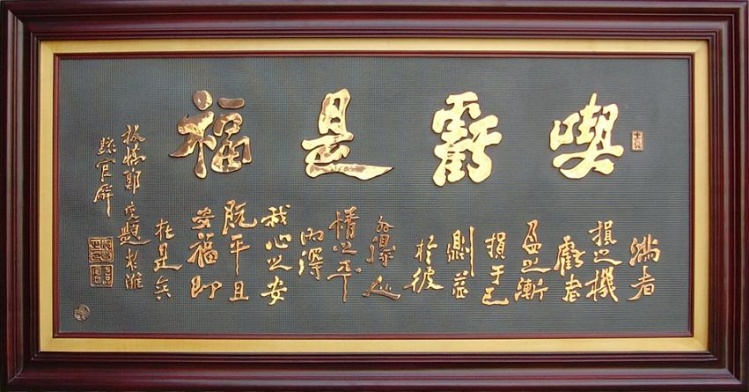 喫虧是福
滿者
損之機
虧者
盈之漸
損于己
則益
於彼
外得人
情之平
內得
我心之安
既平且
安福即
在是矣
板橋鄭燮題於濰
縣官